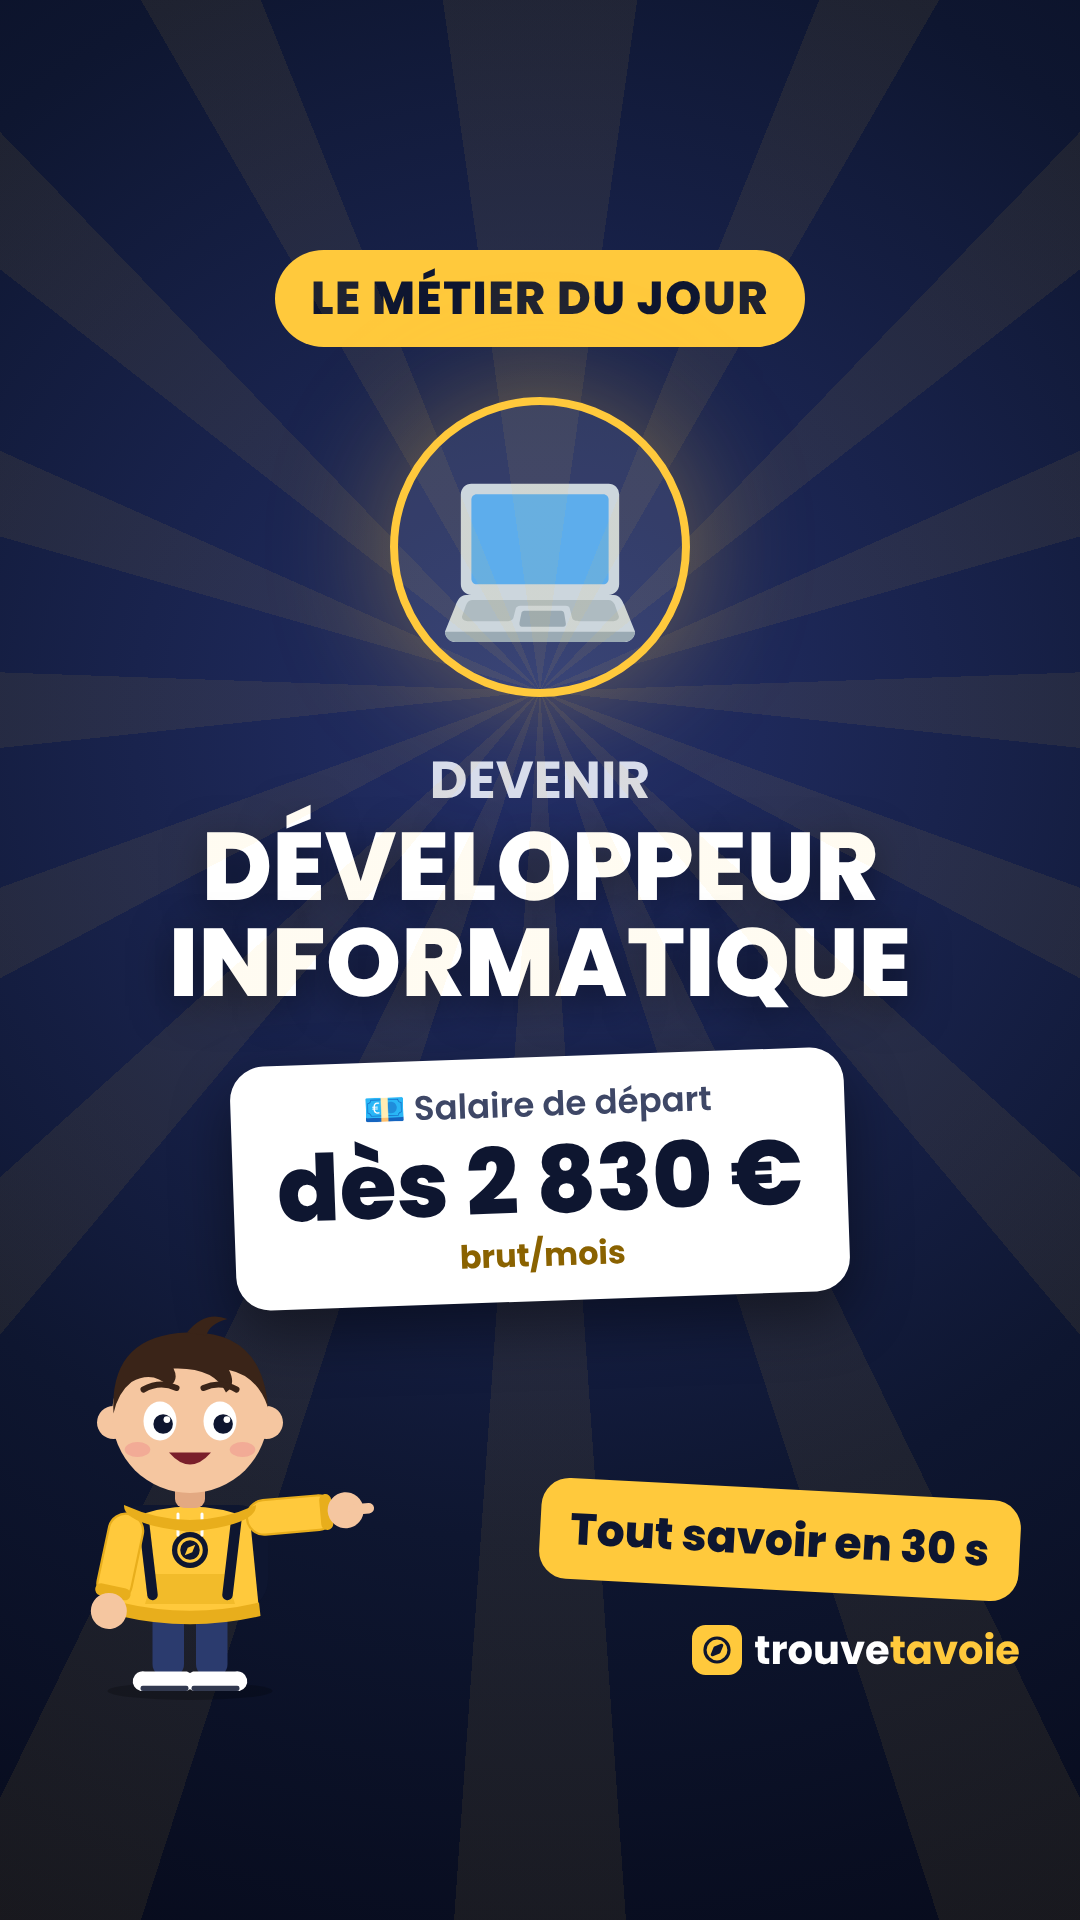 LE MÉTIER DU JOUR
DEVENIR
DÉVELOPPEUR
INFORMATIQUE
💶 Salaire de départ
dès 2 830 €
brut/mois
Tout savoir en 30 s
trouvetavoie